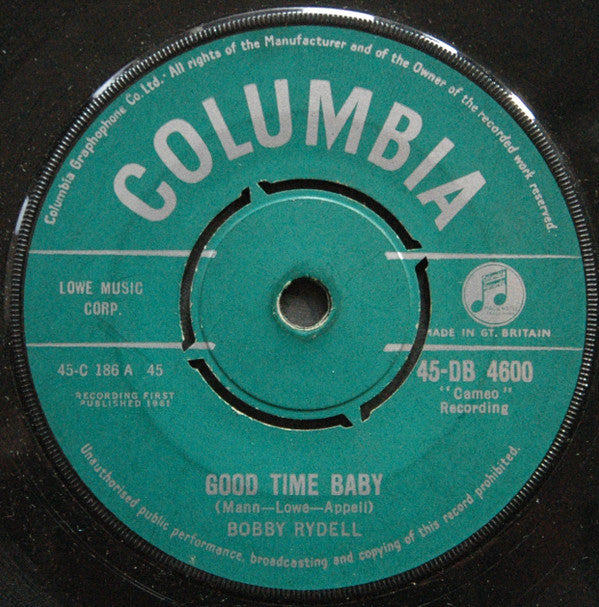 Columbia Graphophone Co. Ltd. · All rights of the Manufacturer and of the Owner of the recorded work reserved.
COLUMBIA
LOWE MUSIC
CORP.
MADE IN GT. BRITAIN
45-C 186 A 45
45-DB 4600
RECORDING FIRST
PUBLISHED 1961
"Cameo"
Recording
GOOD TIME BABY
(Mann—Lowe—Appell)
BOBBY RYDELL
Unauthorised public performance, broadcasting and copying of this record prohibited.